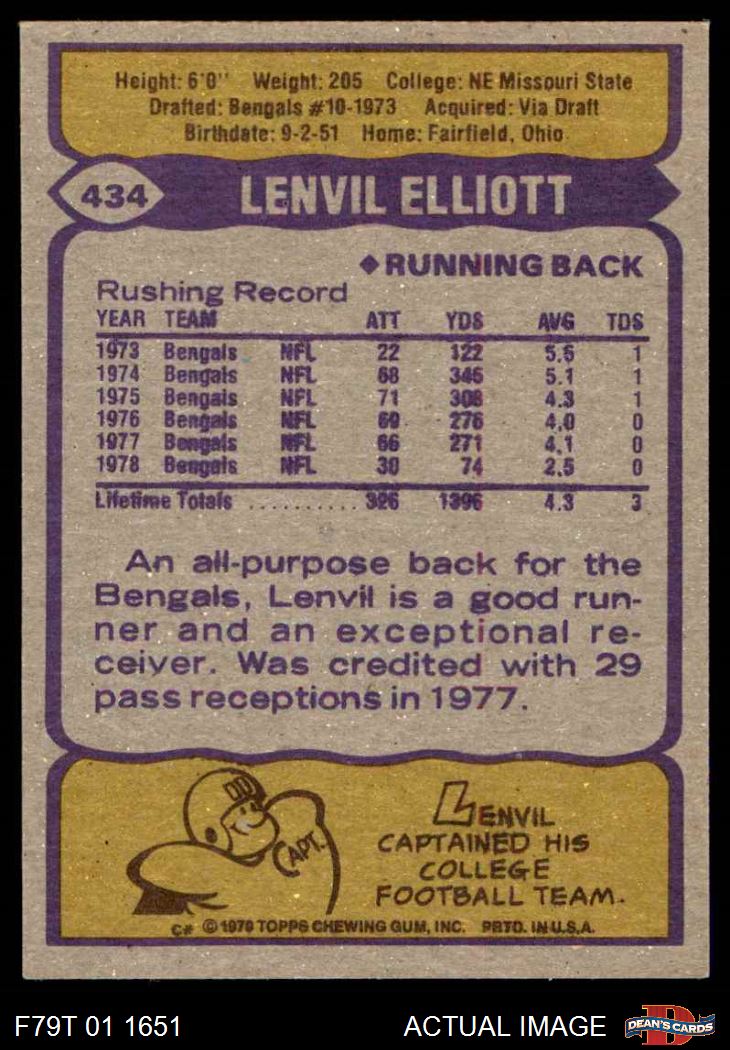 Height: 6'0" Weight: 205 College: NE Missouri State
Drafted: Bengals #10-1973 Acquired: Via Draft
Birthdate: 9-2-51 Home: Fairfield, Ohio
434 LENVIL ELLIOTT
◆RUNNING BACK
Rushing Record
YEAR TEAM ATT YDS AVG TDS
1973 Bengals NFL 22 122 5.5 1
1974 Bengals NFL 68 345 5.1 1
1975 Bengals NFL 71 308 4.3 1
1976 Bengals NFL 69 276 4.0 0
1977 Bengals NFL 66 271 4.1 0
1978 Bengals NFL 30 74 2.5 0
Lifetime Totals .......... 326 1396 4.3 3
An all-purpose back for the
Bengals, Lenvil is a good run-
ner and an exceptional re-
ceiver. Was credited with 29
pass receptions in 1977.
CAPT.
LENVIL
CAPTAINED HIS
COLLEGE
FOOTBALL TEAM.
C# © 1979 TOPPS CHEWING GUM, INC. PRTD. IN U.S.A.
F79T 01 1651 ACTUAL IMAGE D DEAN'S CARDS